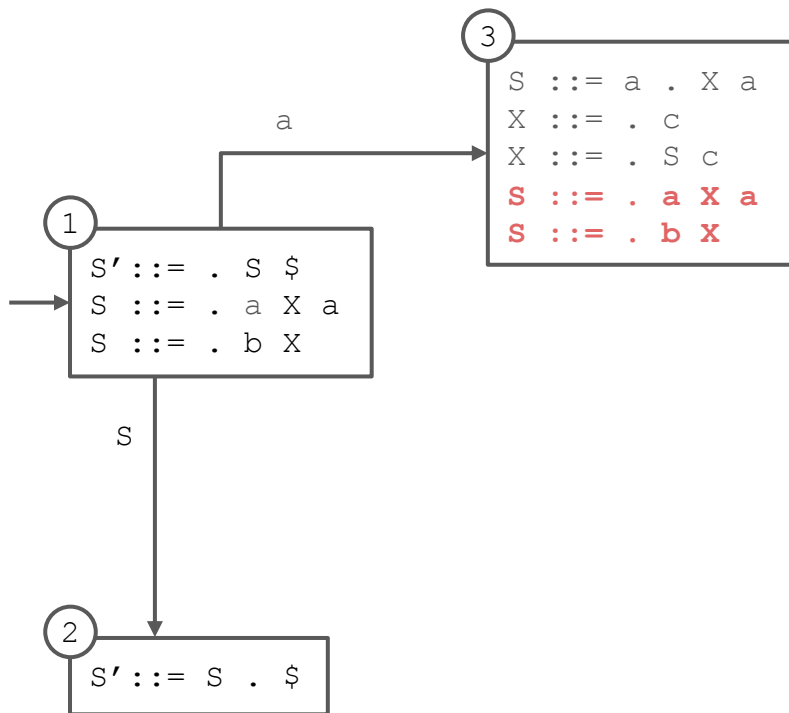 3
S ::= a . X a
X ::= . c
X ::= . S c
S ::= . a X a
S ::= . b X
a
1
S’::= . S $
S ::= . a X a
S ::= . b X
S
2
S’::= S . $